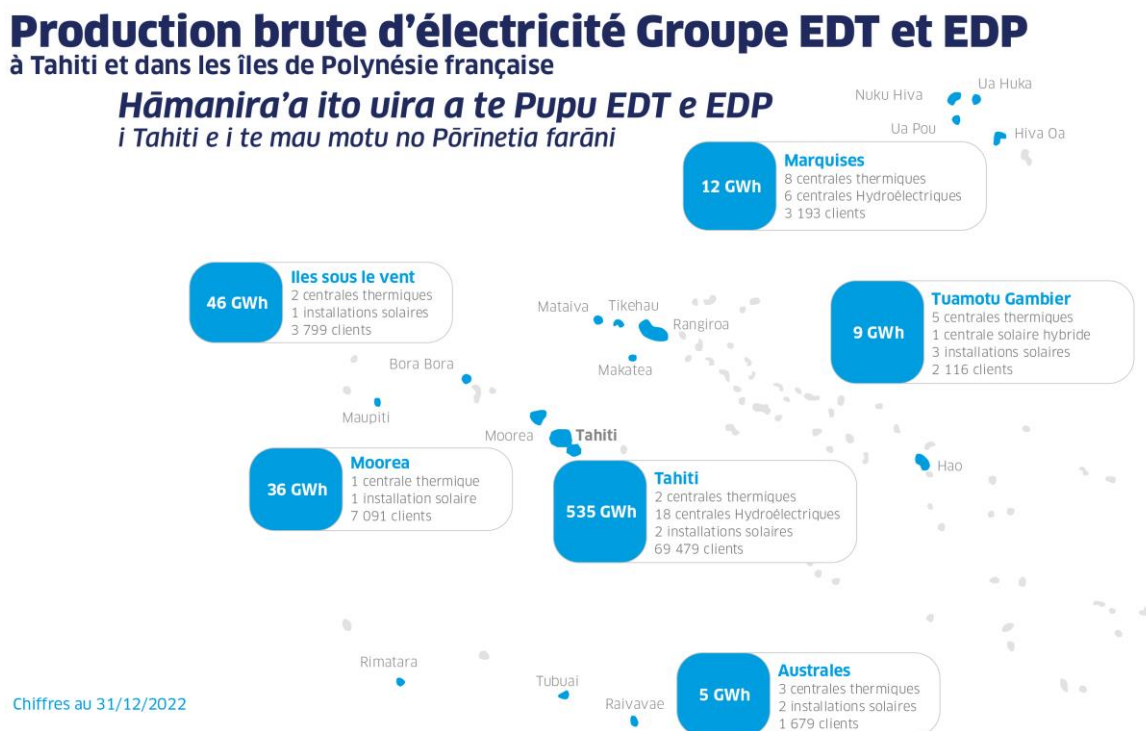 Production brute d’électricité Groupe EDT et EDP
à Tahiti et dans les îles de Polynésie française
Hāmanira’a ito uira a te Pupu EDT e EDP
i Tahiti e i te mau motu no Pōrīnetia farāni
Ua Huka
Nuku Hiva
Ua Pou
Hiva Oa
12 GWh
Marquises
8 centrales thermiques
6 centrales Hydroélectriques
3 193 clients
46 GWh
Iles sous le vent
2 centrales thermiques
1 installations solaires
3 799 clients
Mataiva
Tikehau
Rangiroa
Makatea
9 GWh
Tuamotu Gambier
5 centrales thermiques
1 centrale solaire hybride
3 installations solaires
2 116 clients
Bora Bora
Maupiti
Moorea
Tahiti
Hao
36 GWh
Moorea
1 centrale thermique
1 installation solaire
7 091 clients
535 GWh
Tahiti
2 centrales thermiques
18 centrales Hydroélectriques
2 installations solaires
69 479 clients
Rimatara
Tubuai
Raivavae
5 GWh
Australes
3 centrales thermiques
2 installations solaires
1 679 clients
Chiffres au 31/12/2022